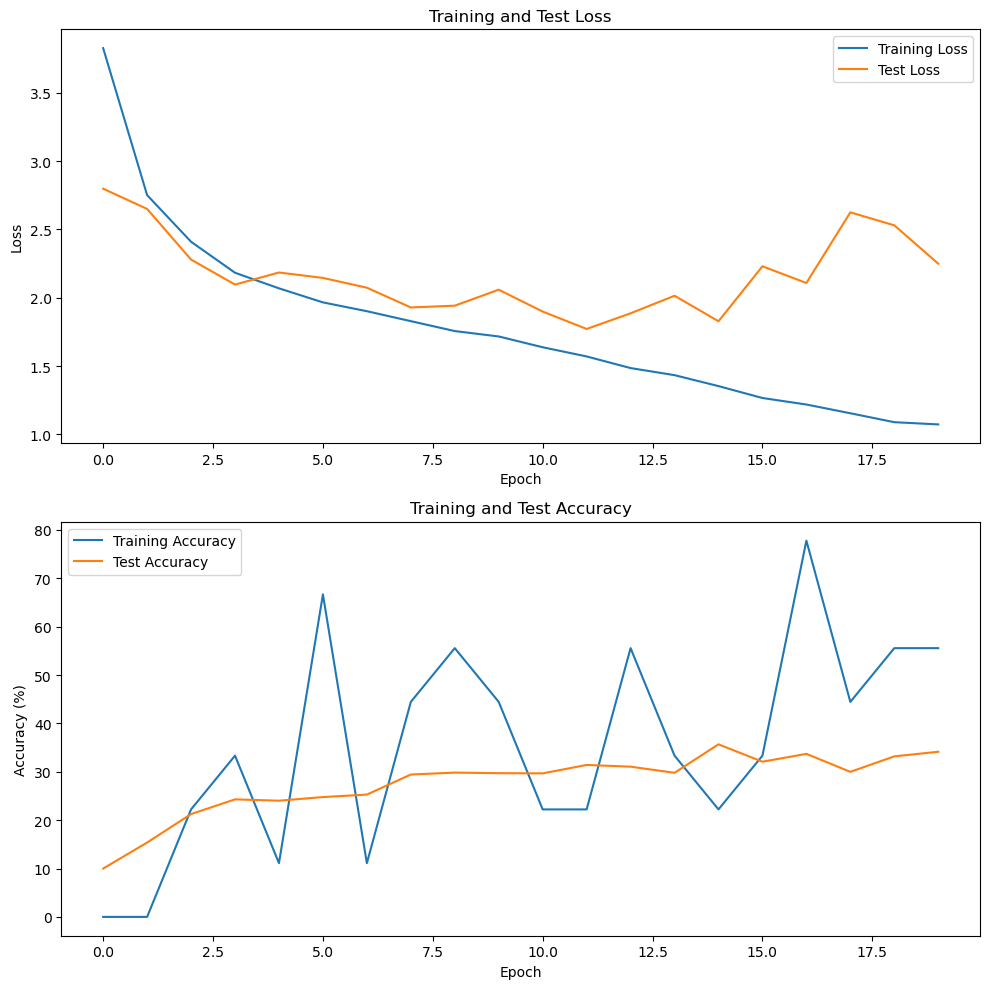 Training and Test Loss
Training Loss
Test Loss
Loss
3.5
3.0
2.5
2.0
1.5
1.0
0.0 2.5 5.0 7.5 10.0 12.5 15.0 17.5
Epoch
Training and Test Accuracy
Training Accuracy
Test Accuracy
Accuracy (%)
80
70
60
50
40
30
20
10
0
0.0 2.5 5.0 7.5 10.0 12.5 15.0 17.5
Epoch